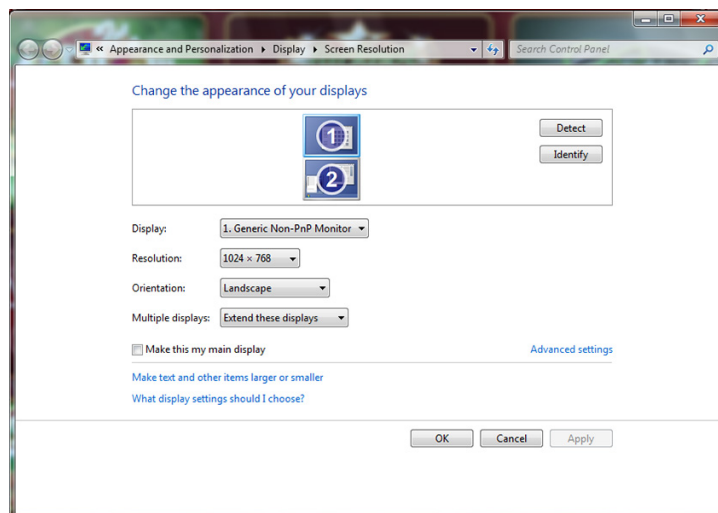 « Appearance and Personalization ▸ Display ▸ Screen Resolution Search Control Panel
Change the appearance of your displays
1
2
Detect
Identify
Display: 1. Generic Non-PnP Monitor
Resolution: 1024 × 768
Orientation: Landscape
Multiple displays: Extend these displays
Make this my main display Advanced settings
Make text and other items larger or smaller
What display settings should I choose?
OK Cancel Apply